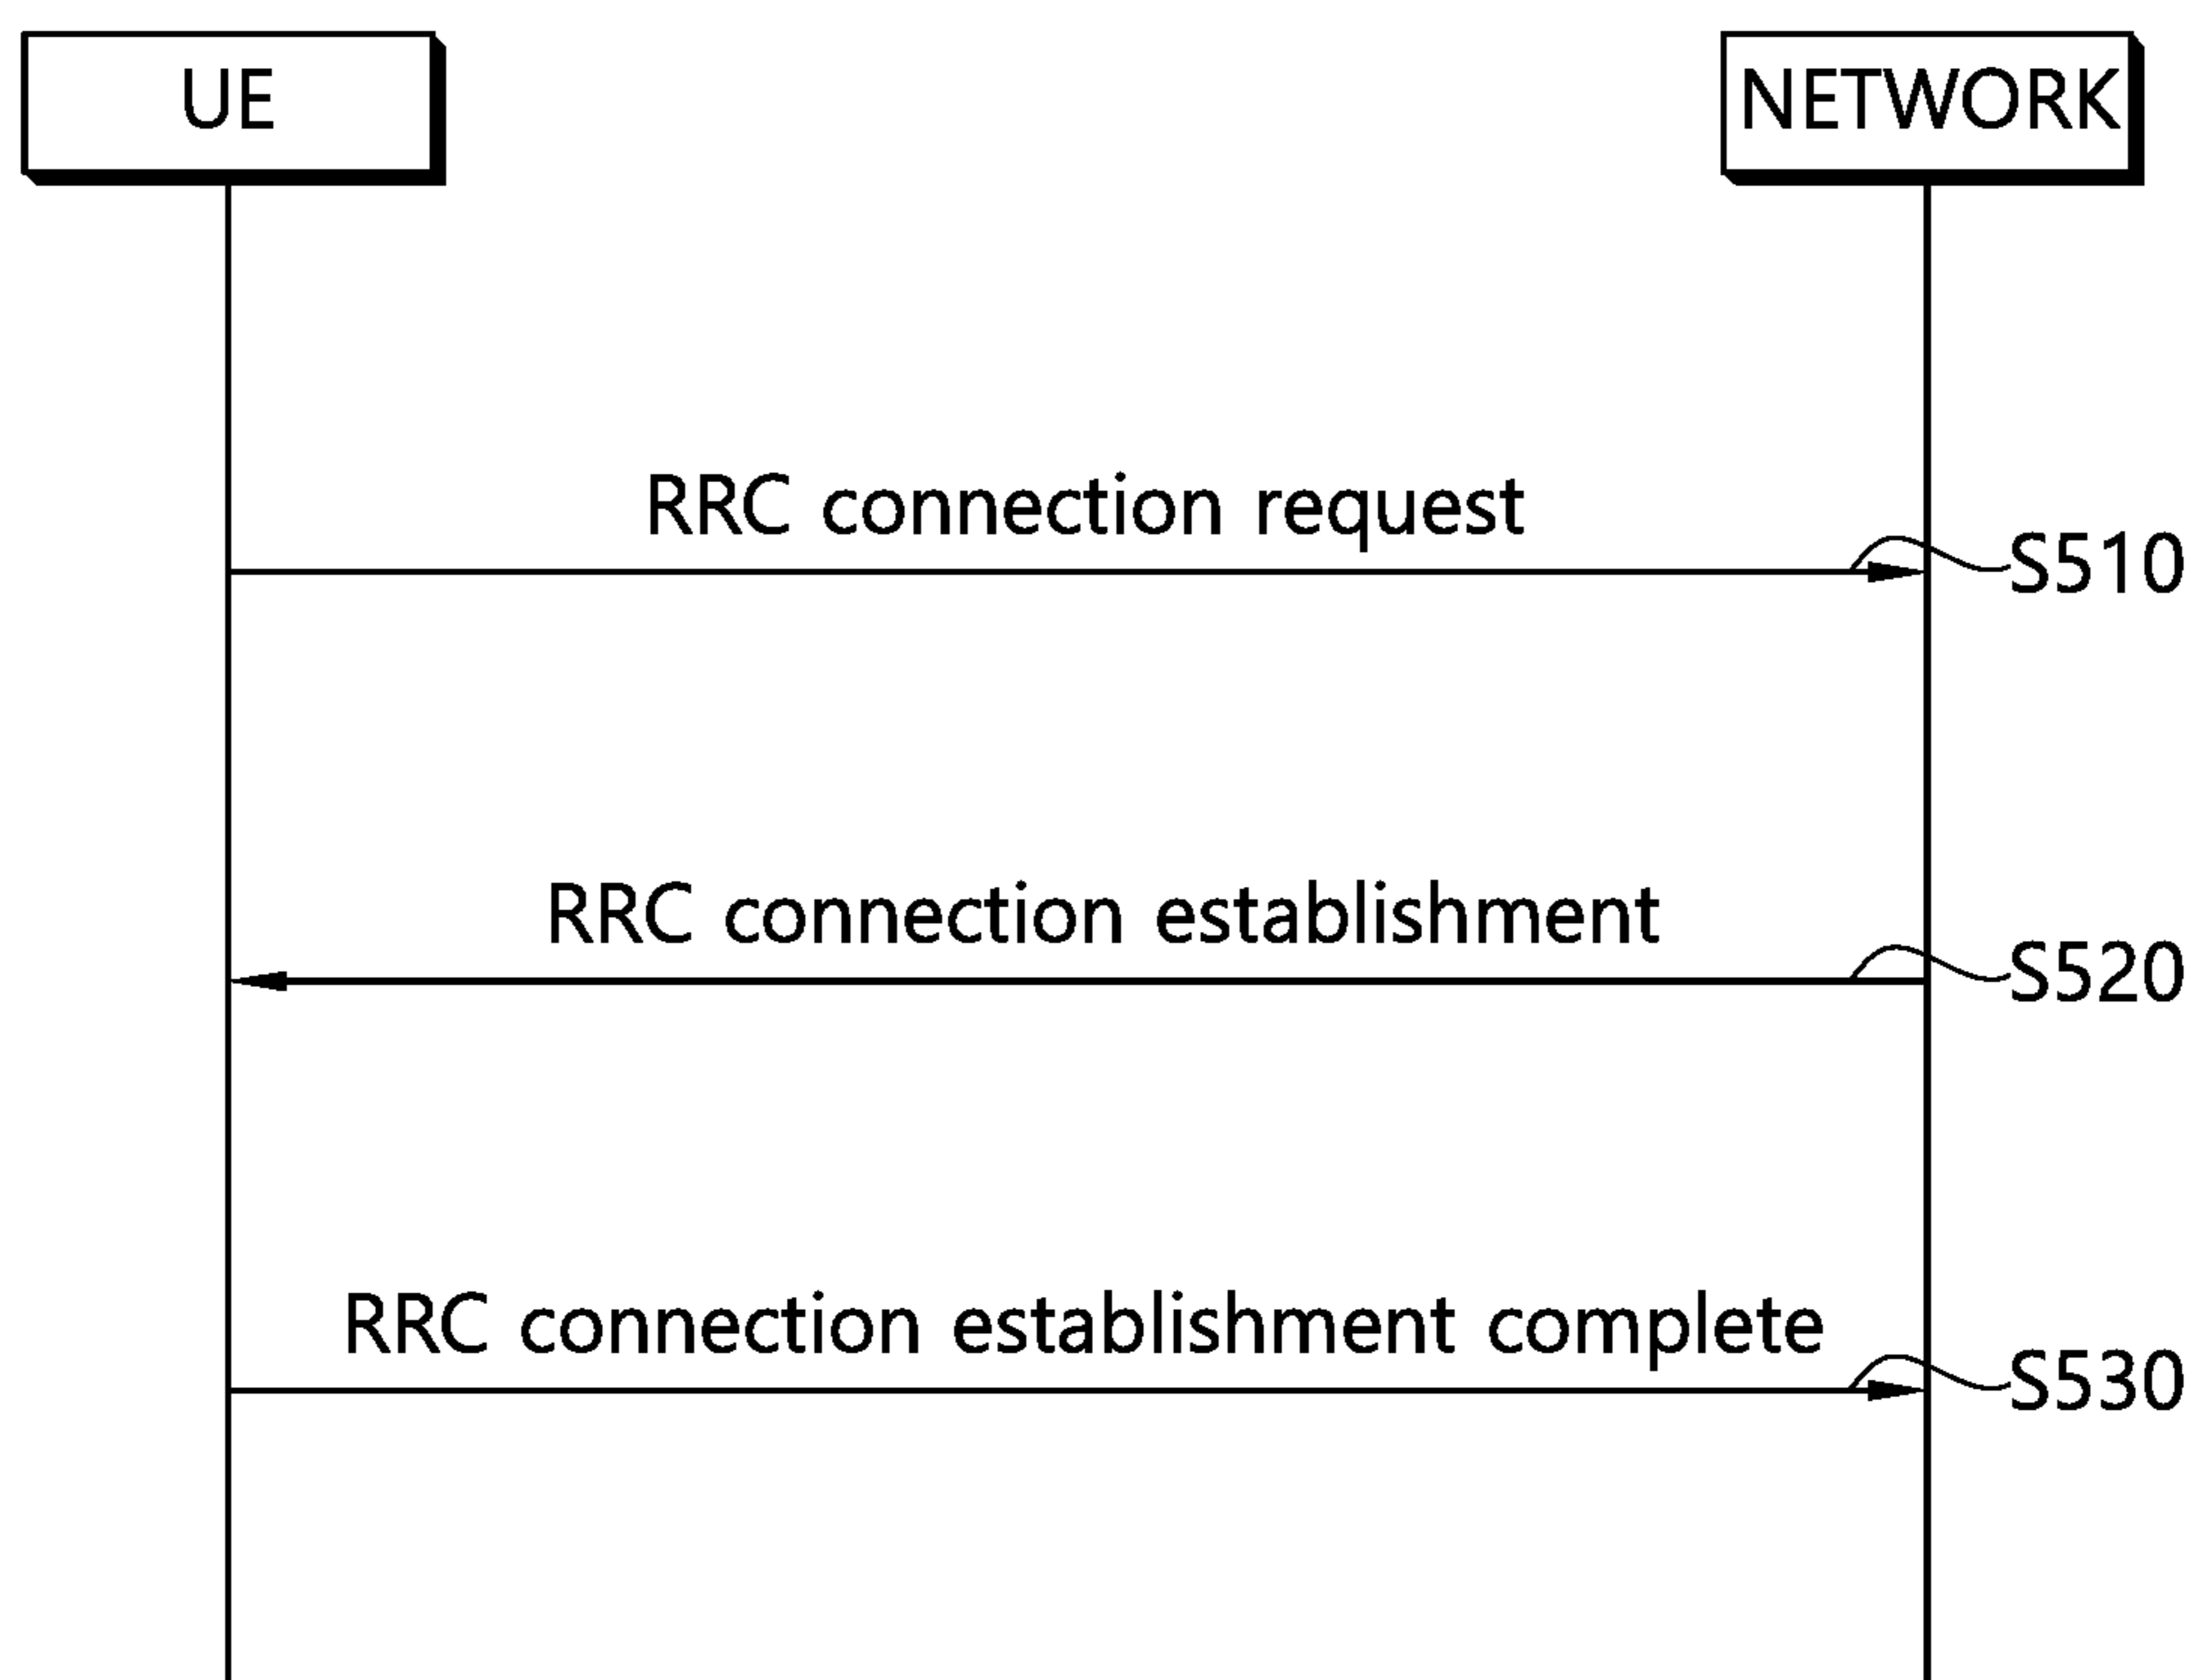 UE
NETWORK
RRC connection request
S510
RRC connection establishment
S520
RRC connection establishment complete
S530